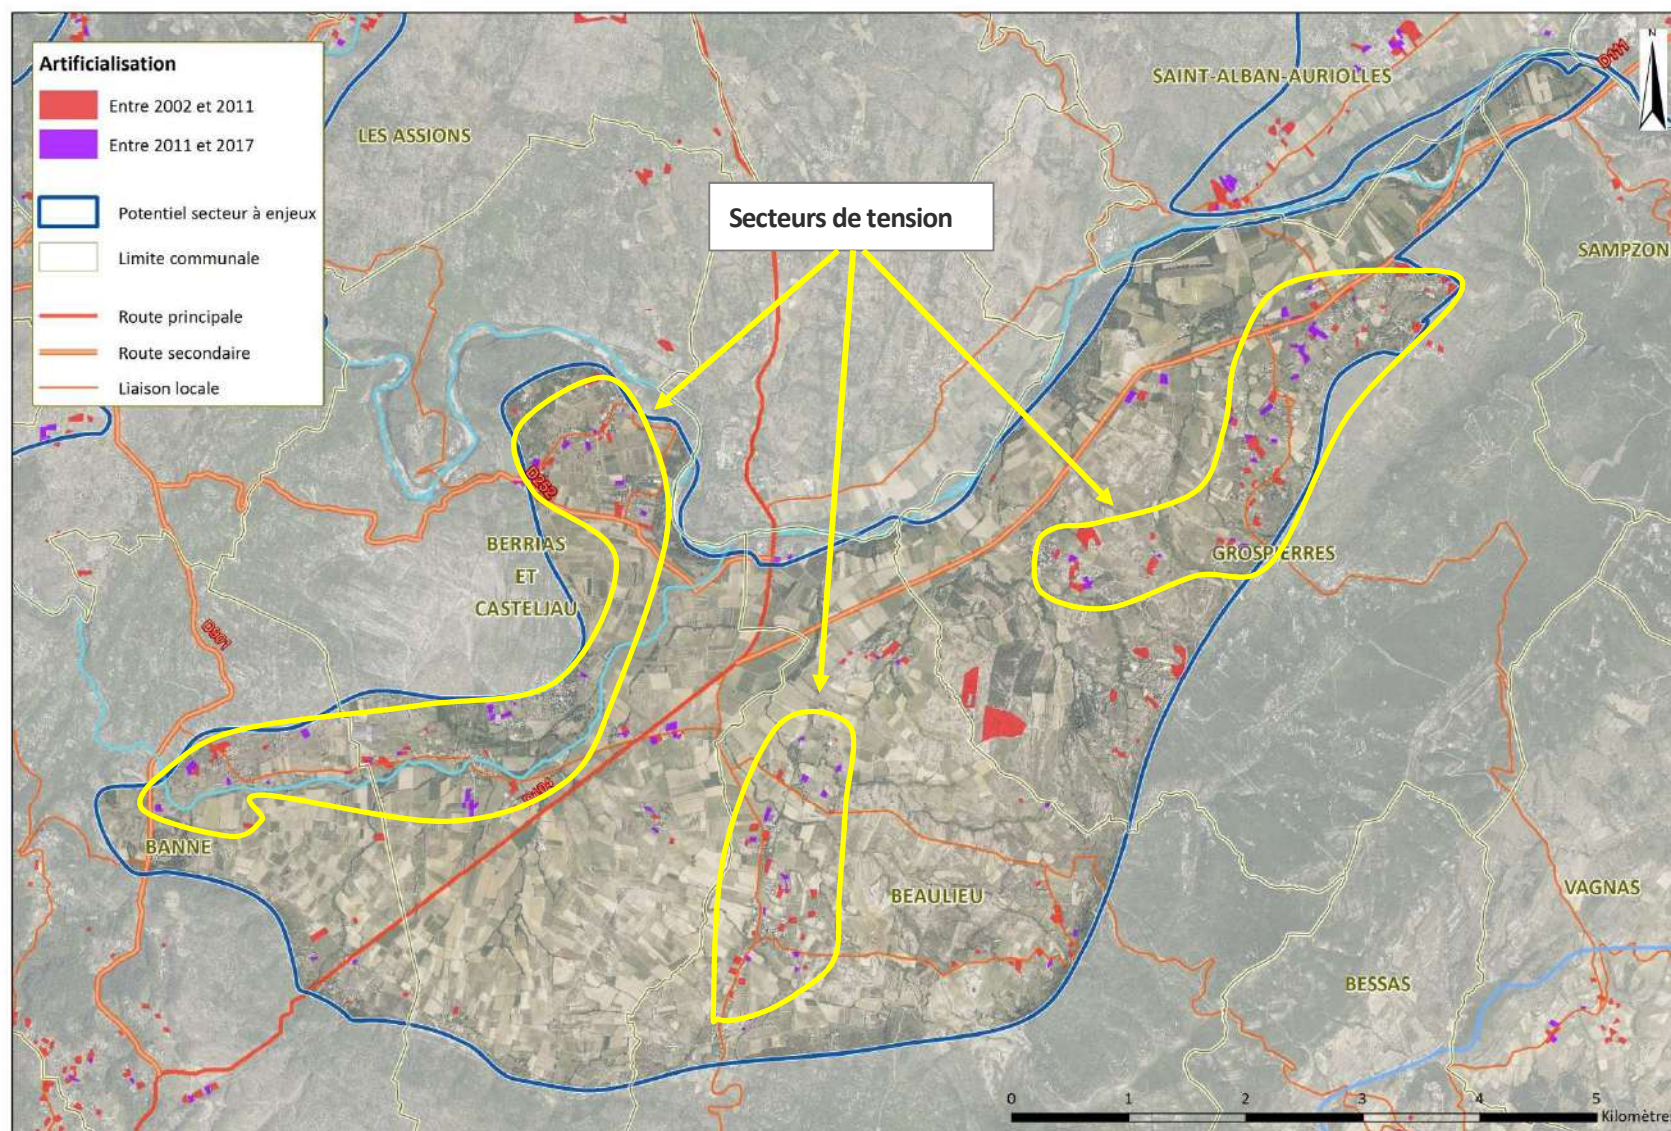 Artificialisation
Entre 2002 et 2011
Entre 2011 et 2017
Potentiel secteur à enjeux
Limite communale
Route principale
Route secondaire
Liaison locale
LES ASSIONS
SAINT-ALBAN-AURIOLLES
D111
N
SAMPZON
Secteurs de tension
D252
BERRIAS
ET
CASTELJAU
GROSPIERRES
D901
BANNE
BEAULIEU
VAGNAS
BESSAS
0 1 2 3 4 5
Kilomètres